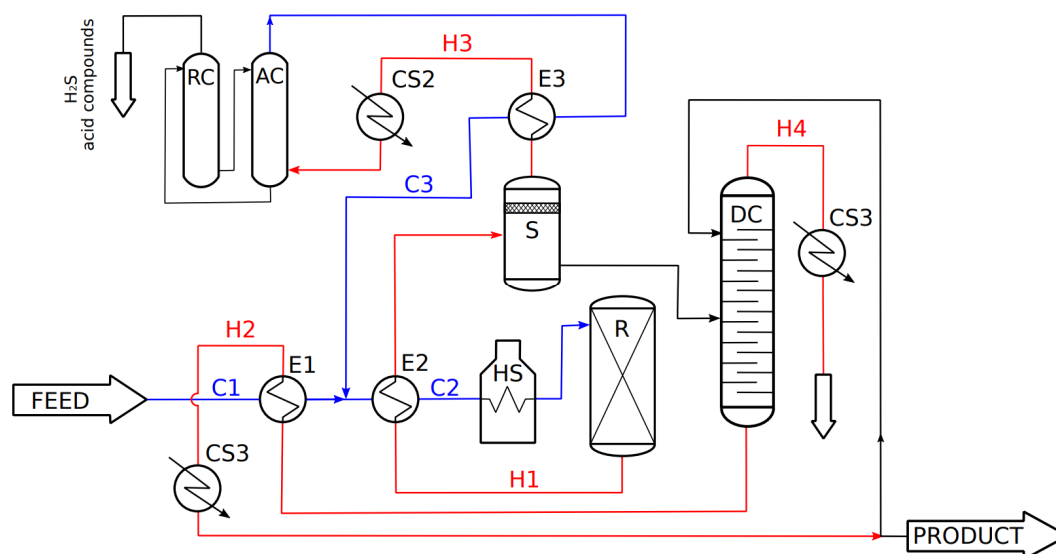 H₂S
acid compounds
RC
AC
H3
CS2
E3
C3
S
H4
DC
CS3
H2
E1
E2
R
FEED
C1
C2
HS
CS3
H1
PRODUCT